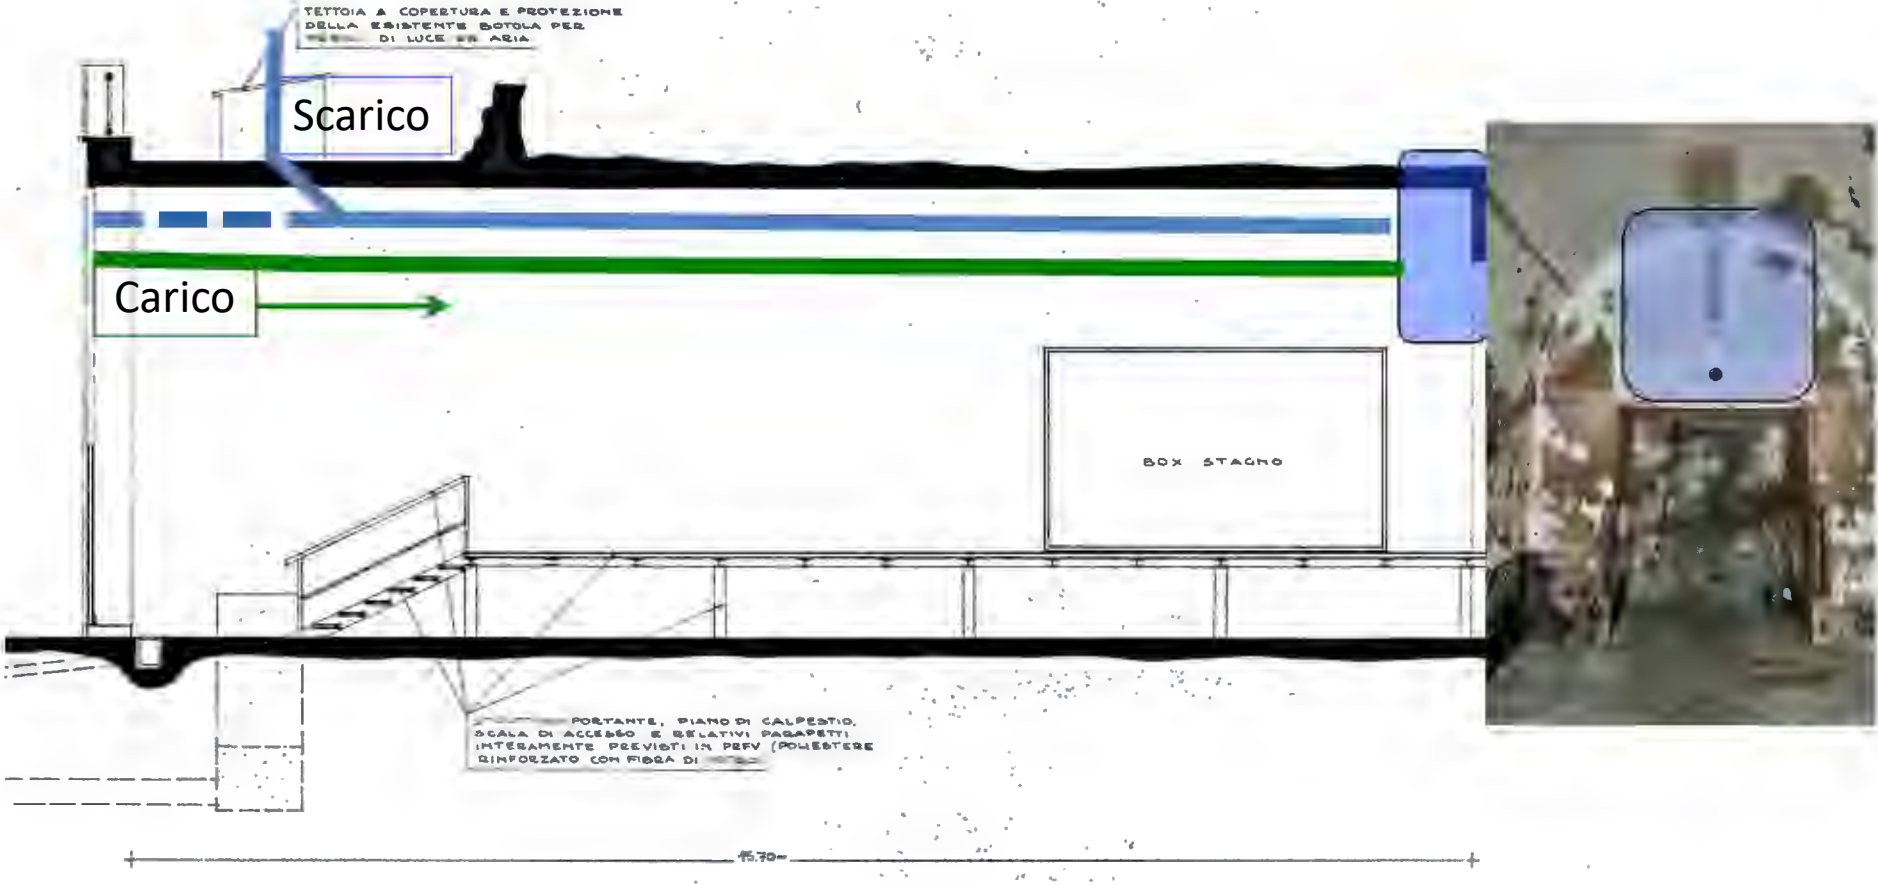 TETTOIA A COPERTURA E PROTEZIONE
DELLA ESISTENTE BOTOLA PER
DI LUCE ED ARIA
Scarico
Carico
BOX STAGNO
PORTANTE, PIANO DI CALPESTIO,
SCALA DI ACCESSO E RELATIVI PARAPETTI
INTERAMENTE PREVISTI IN PRFV (POLIESTERE
RINFORZATO CON FIBRA DI
15.70